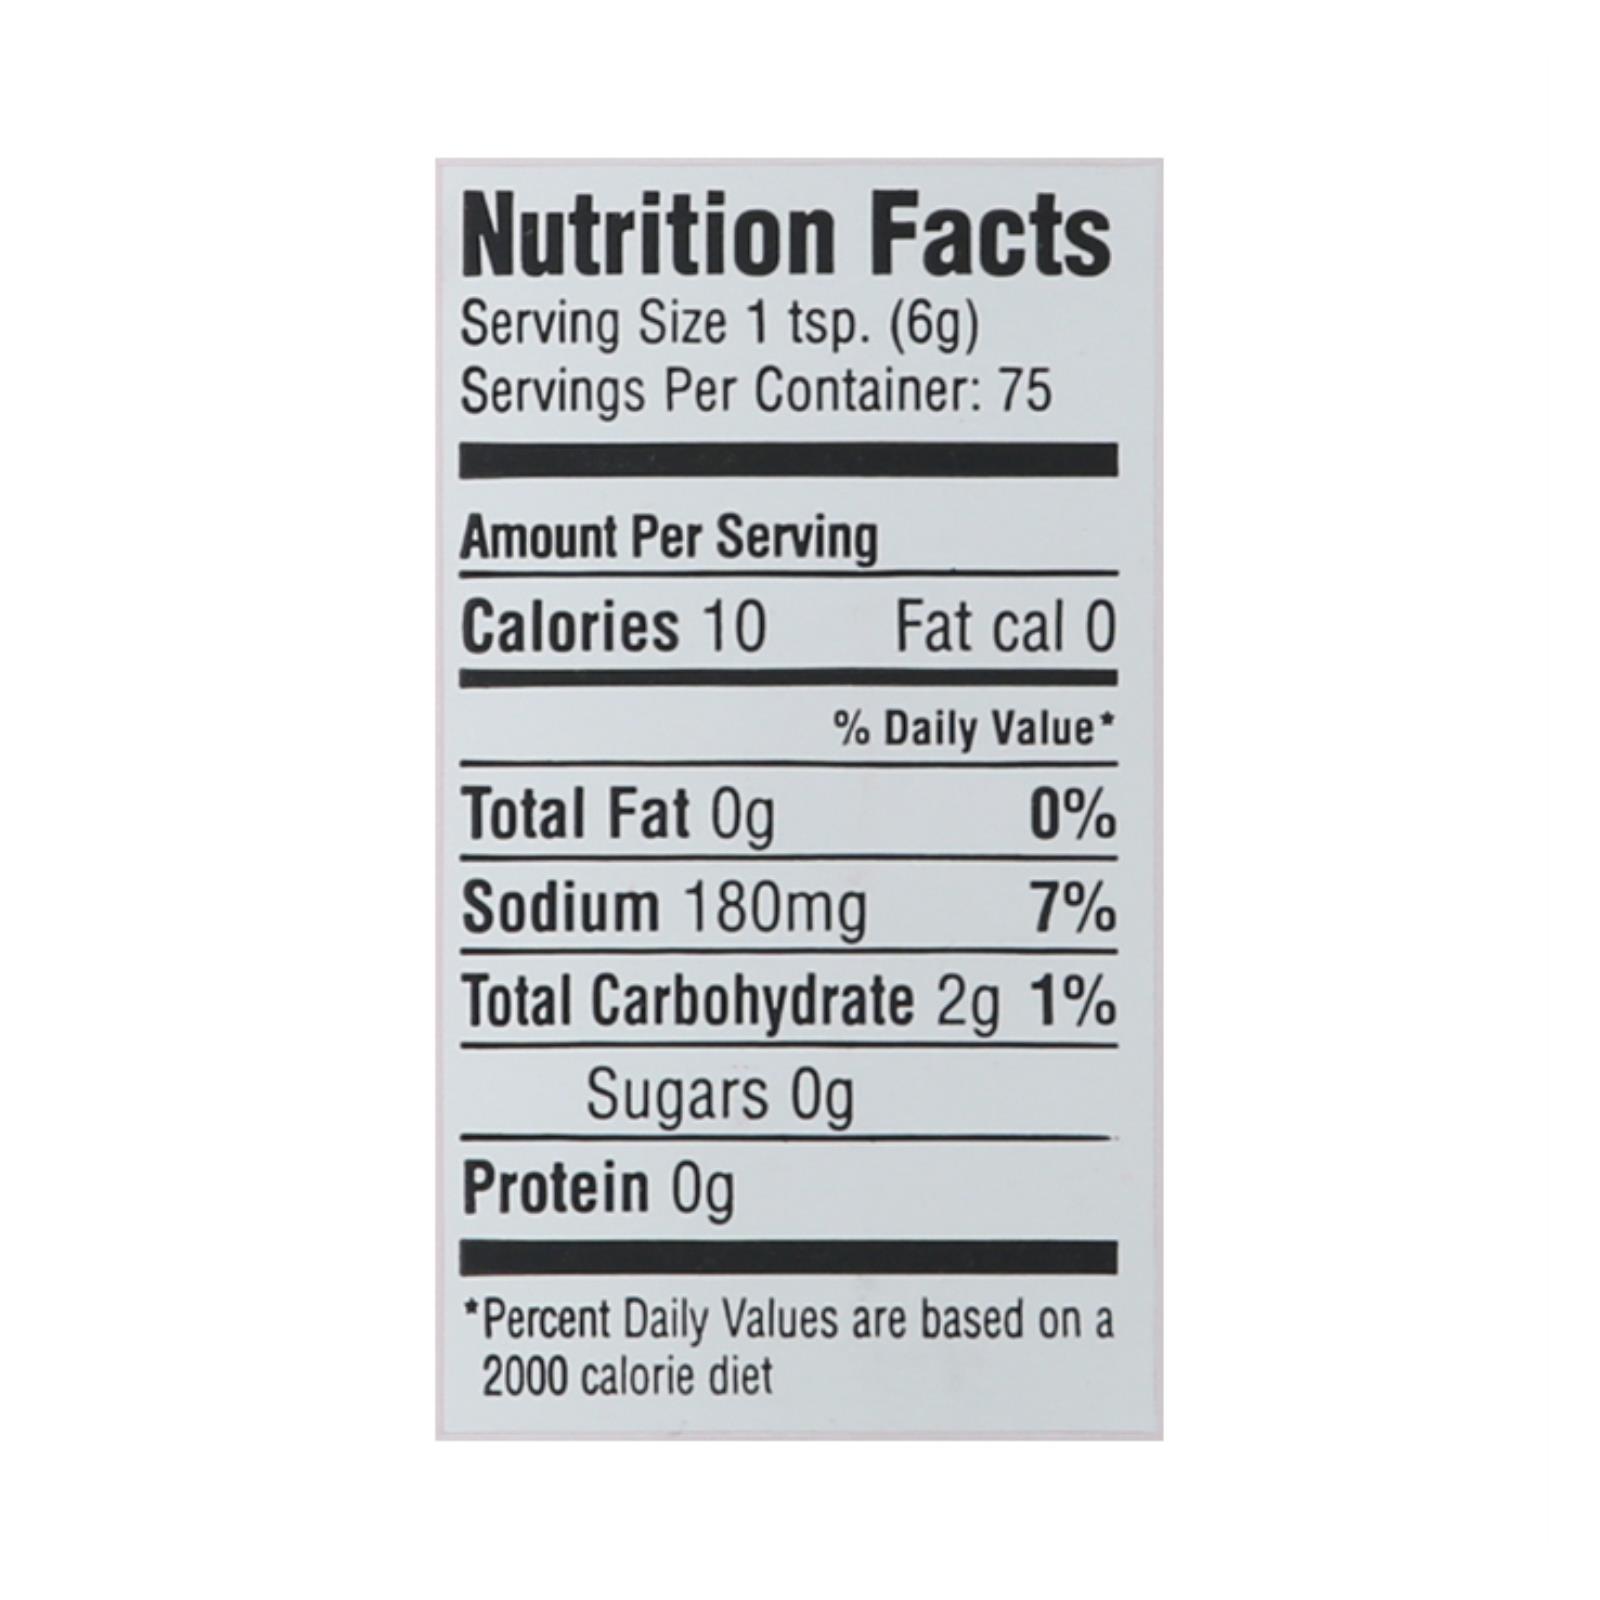 Nutrition Facts
Serving Size 1 tsp. (6g)
Servings Per Container: 75
Amount Per Serving
Calories 10 Fat cal 0
% Daily Value*
Total Fat 0g 0%
Sodium 180mg 7%
Total Carbohydrate 2g 1%
Sugars 0g
Protein 0g
*Percent Daily Values are based on a
2000 calorie diet